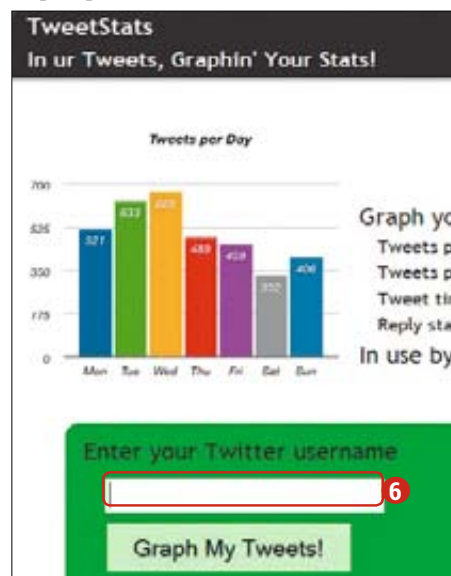 TweetStats
In ur Tweets, Graphin' Your Stats!
Tweets per Day
700
525
350
175
0
521
633
459
406
Mon Tue Wed Thu Fri Sat Sun
Graph yo
Tweets p
Tweets p
Tweet ti
Reply sta
In use by
Enter your Twitter username
6
Graph My Tweets!